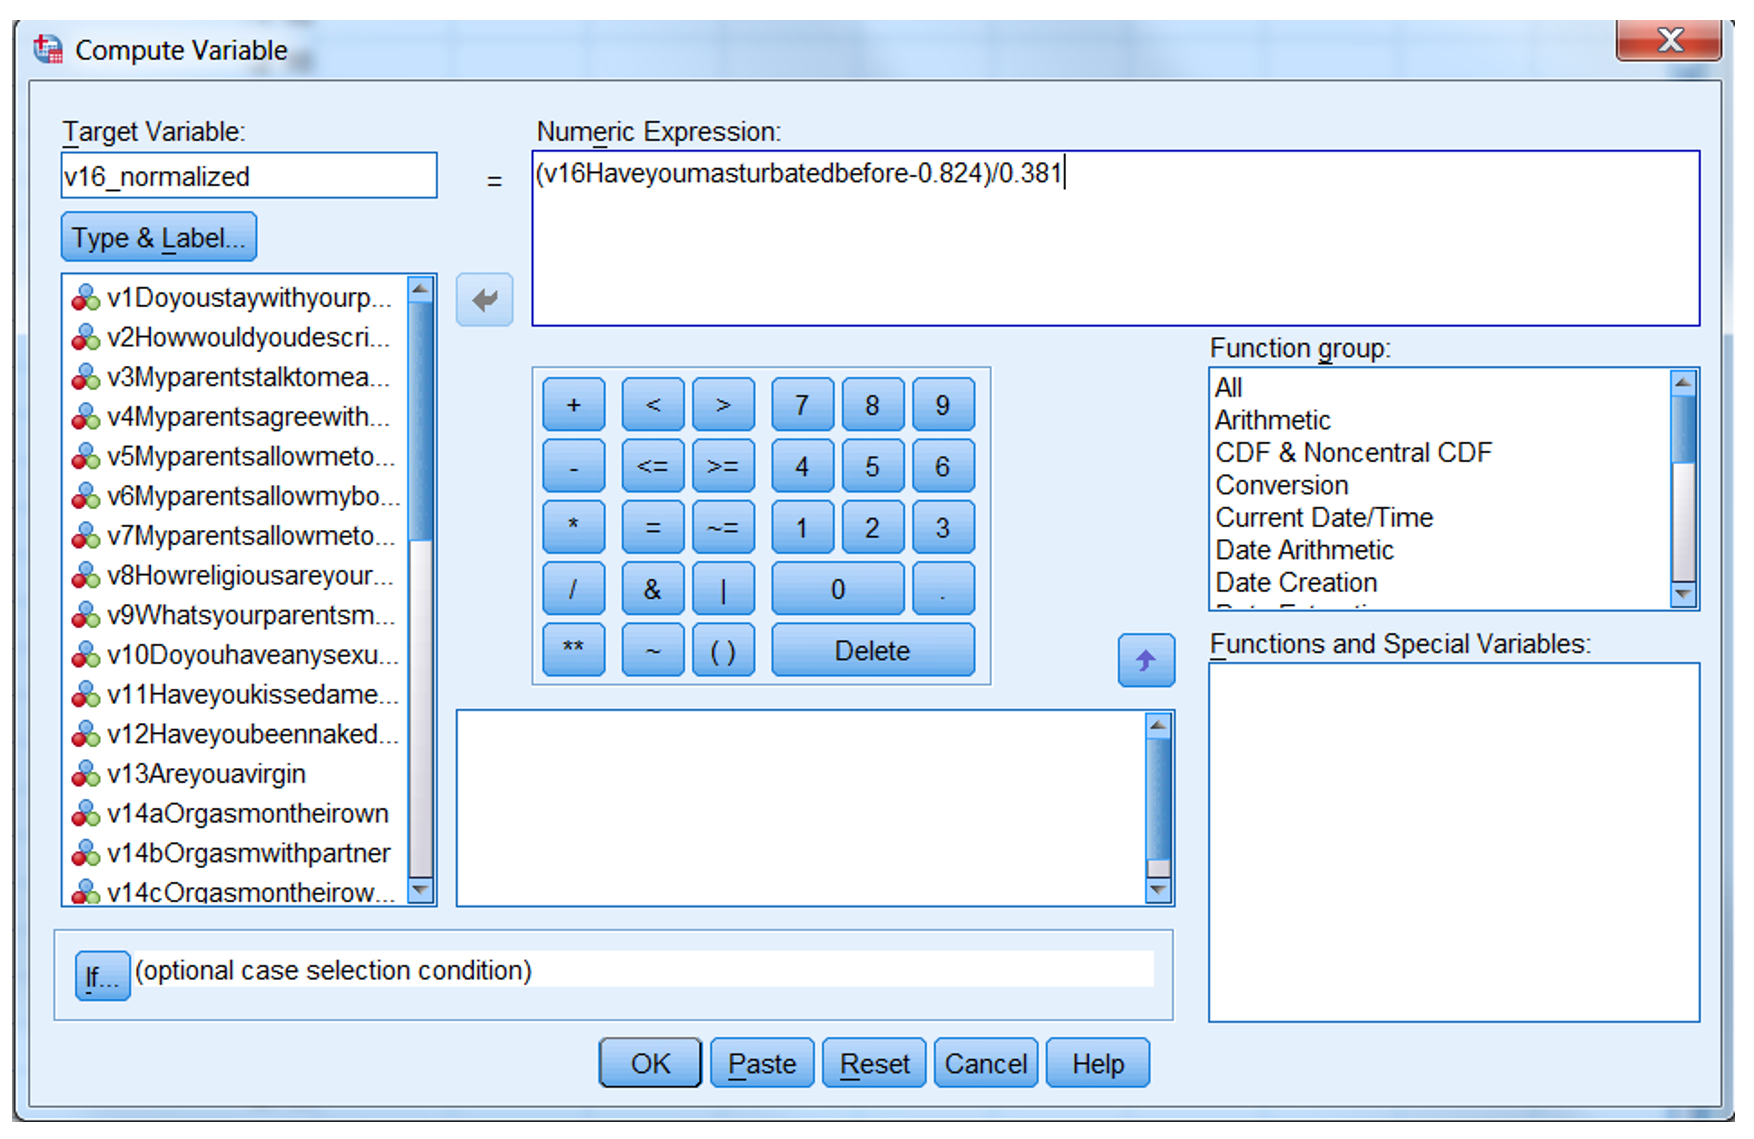 Compute Variable
X
Target Variable:
v16_normalized
=
Numeric Expression:
(v16Haveyoumasturbatedbefore-0.824)/0.381
Type & Label...
v1Doyoustaywithyourp...
v2Howwouldyoudescri...
v3Myparentstalktomea...
v4Myparentsagreewith...
v5Myparentsallowmeto...
v6Myparentsallowmybo...
v7Myparentsallowmeto...
v8Howreligiousareyour...
v9Whatsyourparentsm...
v10Doyouhaveanysexu...
v11Haveyoukissedame...
v12Haveyoubeennaked...
v13Areyouavirgin
v14aOrgasmontheirown
v14bOrgasmwithpartner
v14cOrgasmontheirow...
+ < > 7 8 9
- <= >= 4 5 6
* = ~= 1 2 3
/ & | 0 .
** ~ ( ) Delete
Function group:
All
Arithmetic
CDF & Noncentral CDF
Conversion
Current Date/Time
Date Arithmetic
Date Creation
Functions and Special Variables:
If... (optional case selection condition)
OK Paste Reset Cancel Help